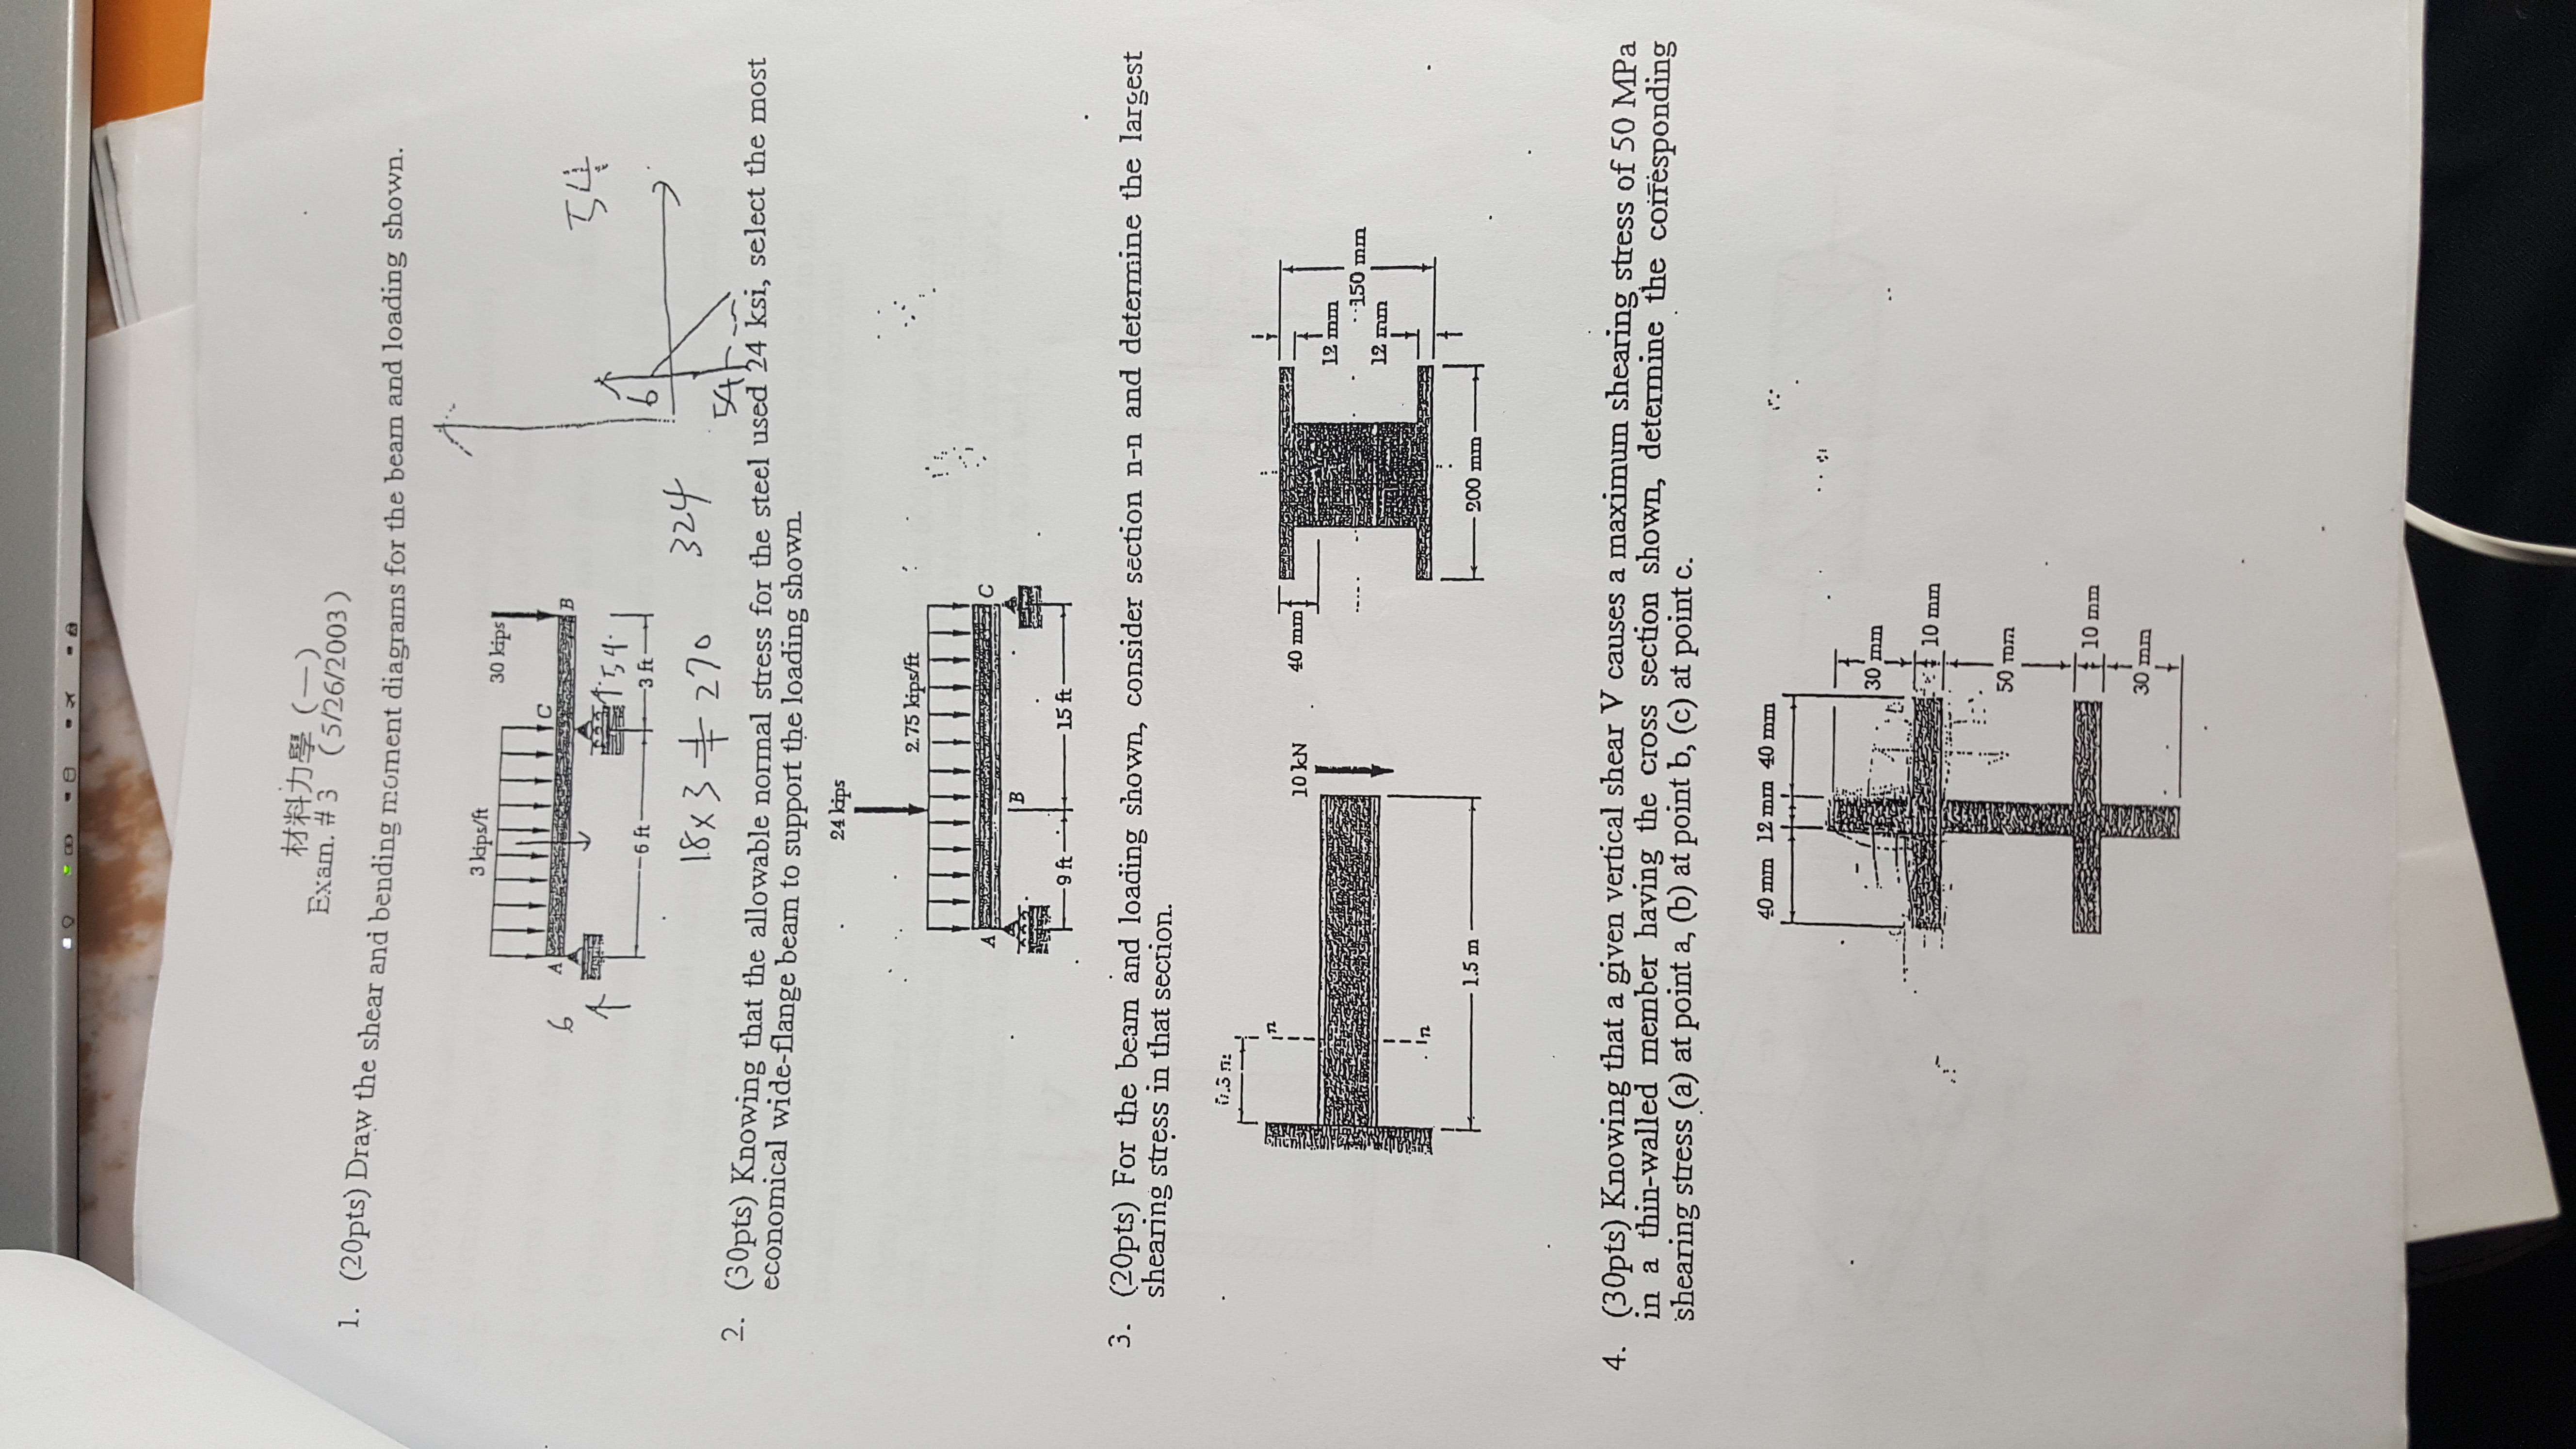 材料力學 (一)
Exam. # 3 (5/26/2003)
1. (20pts) Draw the shear and bending moment diagrams for the beam and loading shown.
3 kips/ft
30 kips
A
C
B
6
54
6 ft
3 ft
18x3 + 270
324
54
6
54
2. (30pts) Knowing that the allowable normal stress for the steel used 24 ksi, select the most
economical wide-flange beam to support the loading shown.
24 kips
2.75 kips/ft
A
C
B
9 ft
15 ft
3. (20pts) For the beam and loading shown, consider section n-n and determine the largest
shearing stress in that section.
n
10 kN
n
1.5 m
40 mm
12 mm
150 mm
12 mm
200 mm
4. (30pts) Knowing that a given vertical shear V causes a maximum shearing stress of 50 MPa
in a thin-walled member having the cross section shown, determine the corresponding
shearing stress (a) at point a, (b) at point b, (c) at point c.
40 mm 12 mm 40 mm
30 mm
10 mm
50 mm
10 mm
30 mm